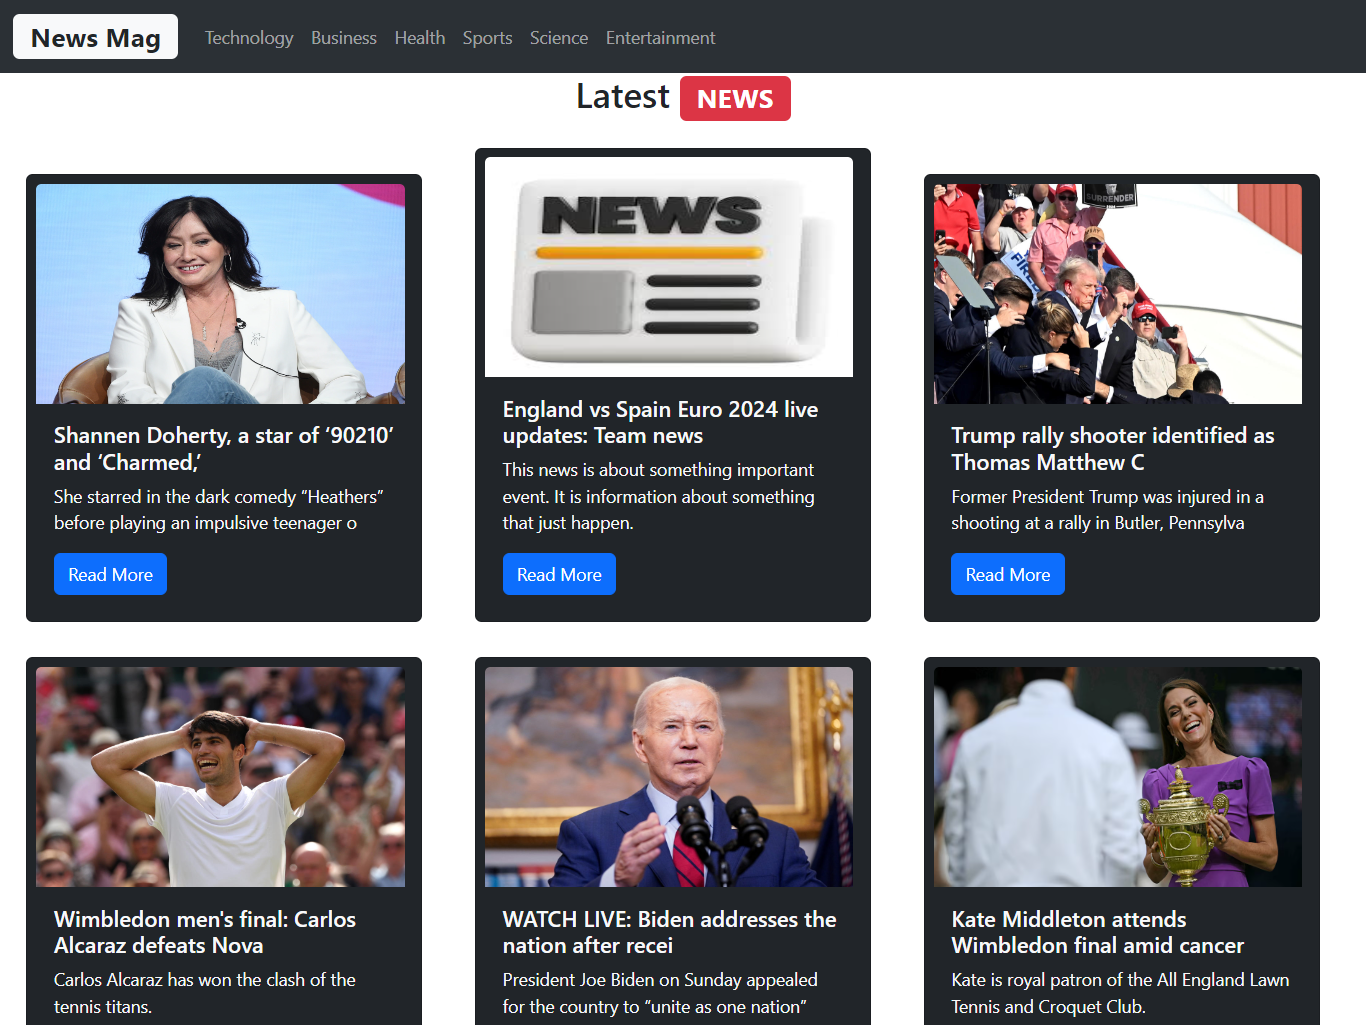 News Mag
Technology Business Health Sports Science Entertainment
Latest NEWS
Shannen Doherty, a star of ‘90210’
and ‘Charmed,’
She starred in the dark comedy “Heathers”
before playing an impulsive teenager o
Read More
NEWS
England vs Spain Euro 2024 live
updates: Team news
This news is about something important
event. It is information about something
that just happen.
Read More
SURRENDER
FIRE
Trump rally shooter identified as
Thomas Matthew C
Former President Trump was injured in a
shooting at a rally in Butler, Pennsylva
Read More
Wimbledon men's final: Carlos
Alcaraz defeats Nova
Carlos Alcaraz has won the clash of the
tennis titans.
WATCH LIVE: Biden addresses the
nation after recei
President Joe Biden on Sunday appealed
for the country to “unite as one nation”
Kate Middleton attends
Wimbledon final amid cancer
Kate is royal patron of the All England Lawn
Tennis and Croquet Club.